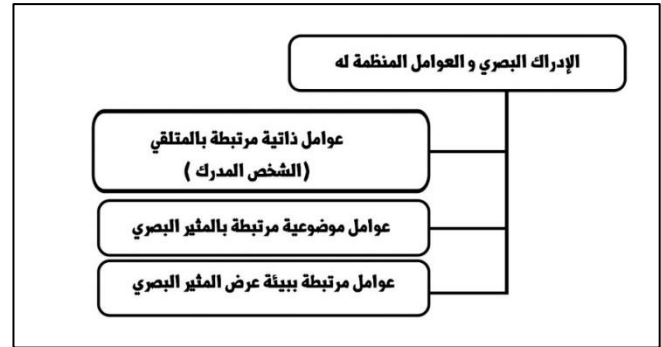 الإدراك البصري و العوامل المنظمة له
عوامل ذاتية مرتبطة بالمتلقي
(الشخص المدرك )
عوامل موضوعية مرتبطة بالمثير البصري
عوامل مرتبطة ببيئة عرض المثير البصري